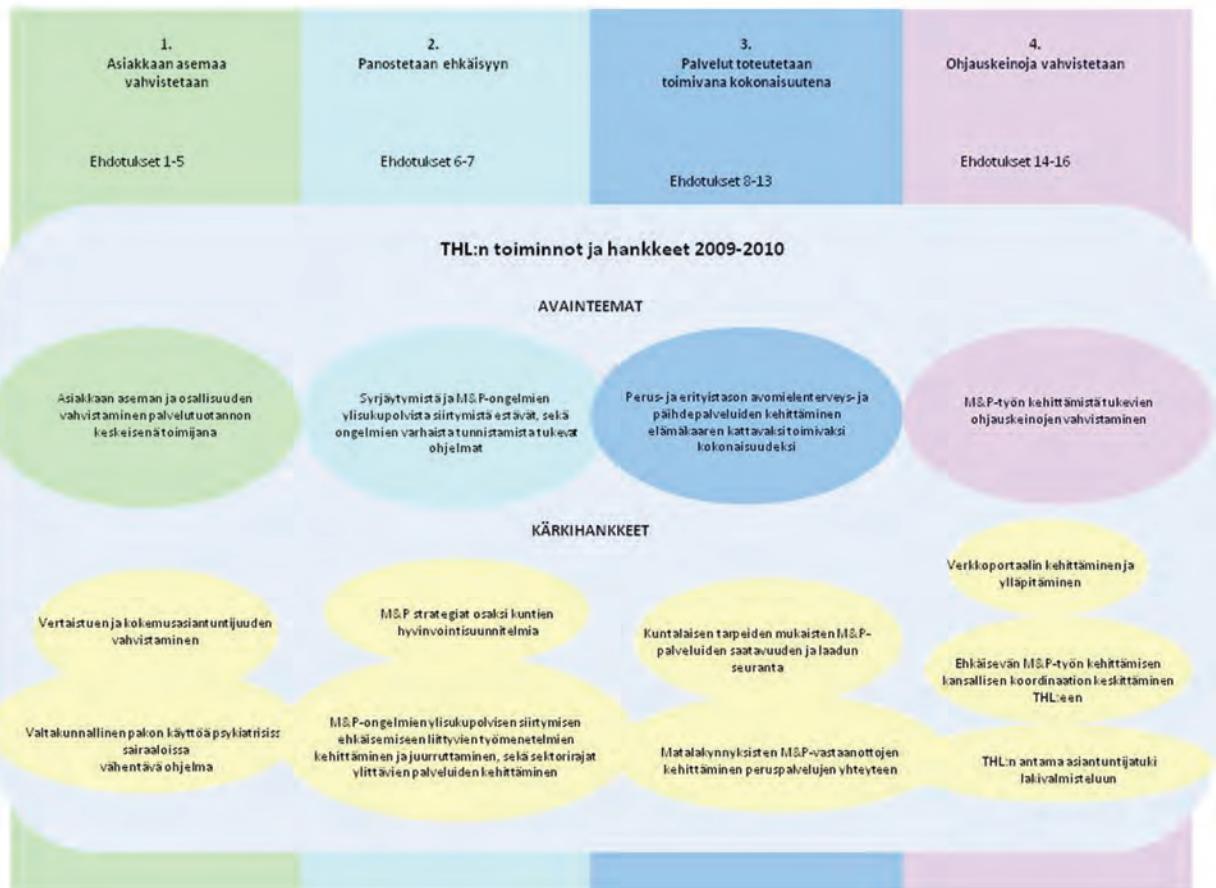 1.
Asiakkaan asemaa
vahvistetaan
Ehdotukset 1-5
2.
Panostetaan ehkäisyyn
Ehdotukset 6-7
3.
Palvelut toteutetaan
toimivana kokonaisuutena
Ehdotukset 8-13
4.
Ohjauskeinoja vahvistetaan
Ehdotukset 14-16
THL:n toiminnot ja hankkeet 2009-2010
AVAINTEEMAT
Asiakkaan aseman ja osallisuuden
vahvistaminen palvelutuotannon
keskeisenä toimijana
Syrjäytymistä ja M&P-ongelmien
ylisukupolvista siirtymistä estävät, sekä
ongelmien varhaista tunnistamista tukevat
ohjelmat
Perus- ja erityistason avomielenterveys- ja
päihdepalveluiden kehittäminen
elämäkaaren kattavaksi toimivaksi
kokonaisuudeksi
M&P-työn kehittämistä tukevien
ohjauskeinojen vahvistaminen
KÄRKIHANKKEET
Vertaistuen ja kokemusasiantuntijuuden
vahvistaminen
Valtakunnallinen pakon käyttöä psykiatrisiss
sairaaloissa
vähentävä ohjelma
M&P strategiat osaksi kuntien
hyvinvointisuunnitelmia
M&P-ongelmien ylisukupolvisen siirtymisen
ehkäisemiseen liittyvien työmenetelmien
kehittäminen ja juurruttaminen, sekä sektorirajat
ylittävien palveluiden kehittäminen
Kuntalaisen tarpeiden mukaisten M&P-
palveluiden saatavuuden ja laadun
seuranta
Matalakynnyksisten M&P-vastaanottojen
kehittäminen peruspalvelujen yhteyteen
Verkkoportaalin kehittäminen ja
ylläpitäminen
Ehkäisevän M&P-työn kehittämisen
kansallisen koordinaation keskittäminen
THL:een
THL:n antama asiantuntijatuki
lakivalmisteluun